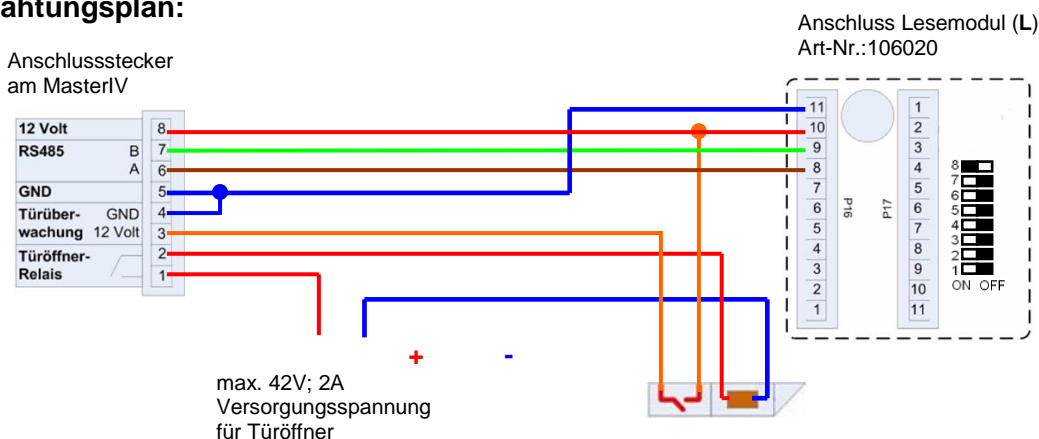 ahtungsplan:
Anschluss Lesemodul (L)
Art-Nr.:106020
Anschlussstecker
am MasterIV
12 Volt 8
RS485 B 7
A 6
GND 5
Türüber- GND 4
wachung 12 Volt 3
Türöffner- 2
Relais 1
11
10
9
8
7
6
5
4
3
2
1
P16
P17
1
2
3
4
5
6
7
8
9
10
11
8
7
6
5
4
3
2
1
ON OFF
+ -
max. 42V; 2A
Versorgungsspannung
für Türöffner